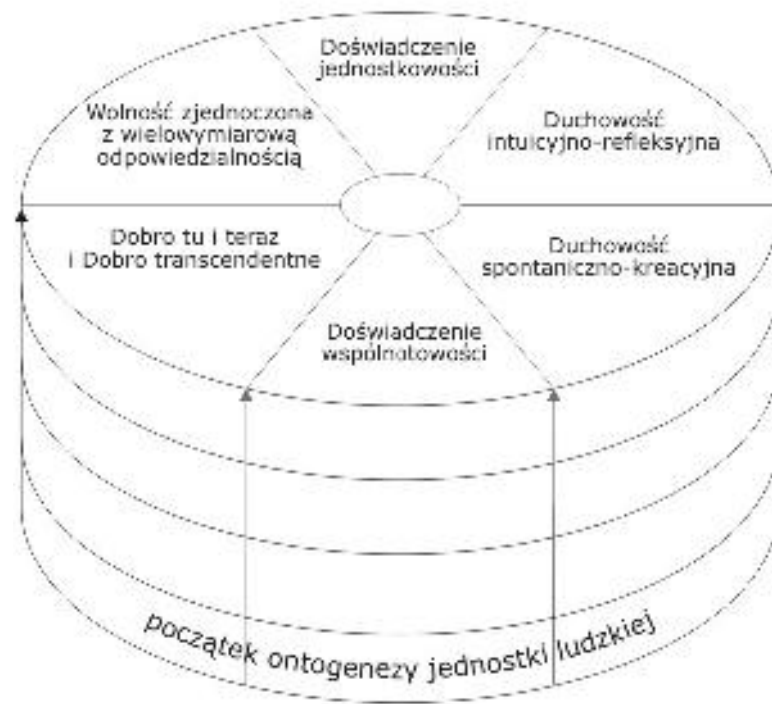 Doświadczenie
jednostkowości
Wolność zjednoczona
z wielowymiarową
odpowiedzialnością
Duchowość
intuicyjno-refleksyjna
Dobro tu i teraz
i Dobro transcendentne
Duchowość
spontaniczno-kreacyjna
Doświadczenie
wspólnotowości
początek ontogenezy jednostki ludzkiej